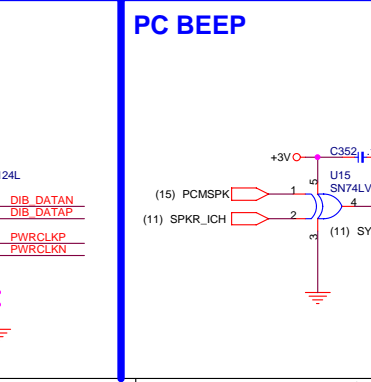 PC BEEP
124L
DIB_DATAN
DIB_DATAP
PWRCLKP
PWRCLKN
+3V
C352
U15
SN74LV
(15) PCMSPK
(11) SPKR_ICH
1
2
5
3
4
(11) SY